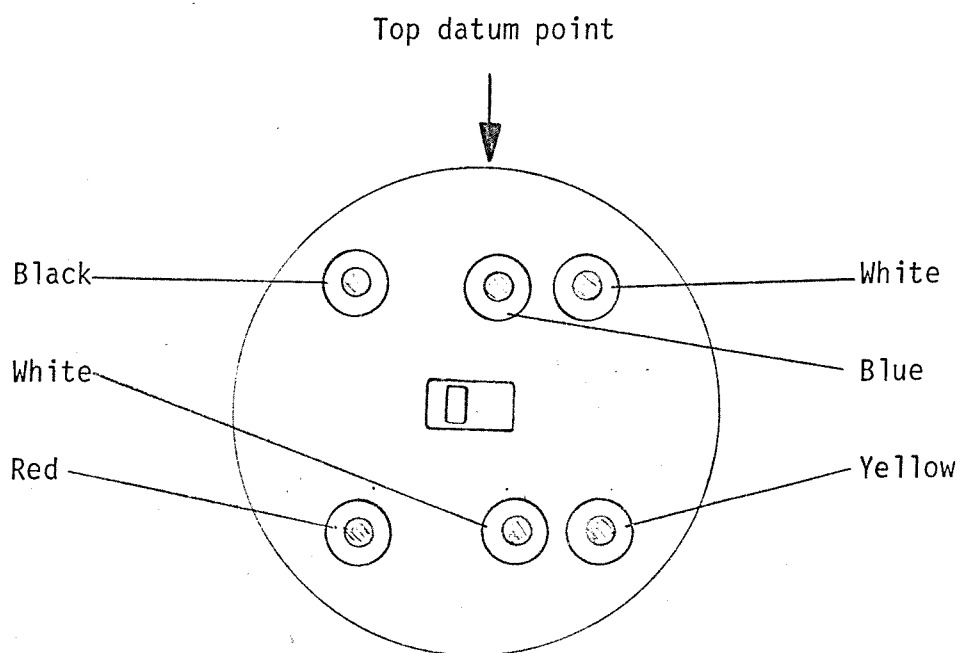 Top datum point
Black
White
White
Blue
Red
Yellow